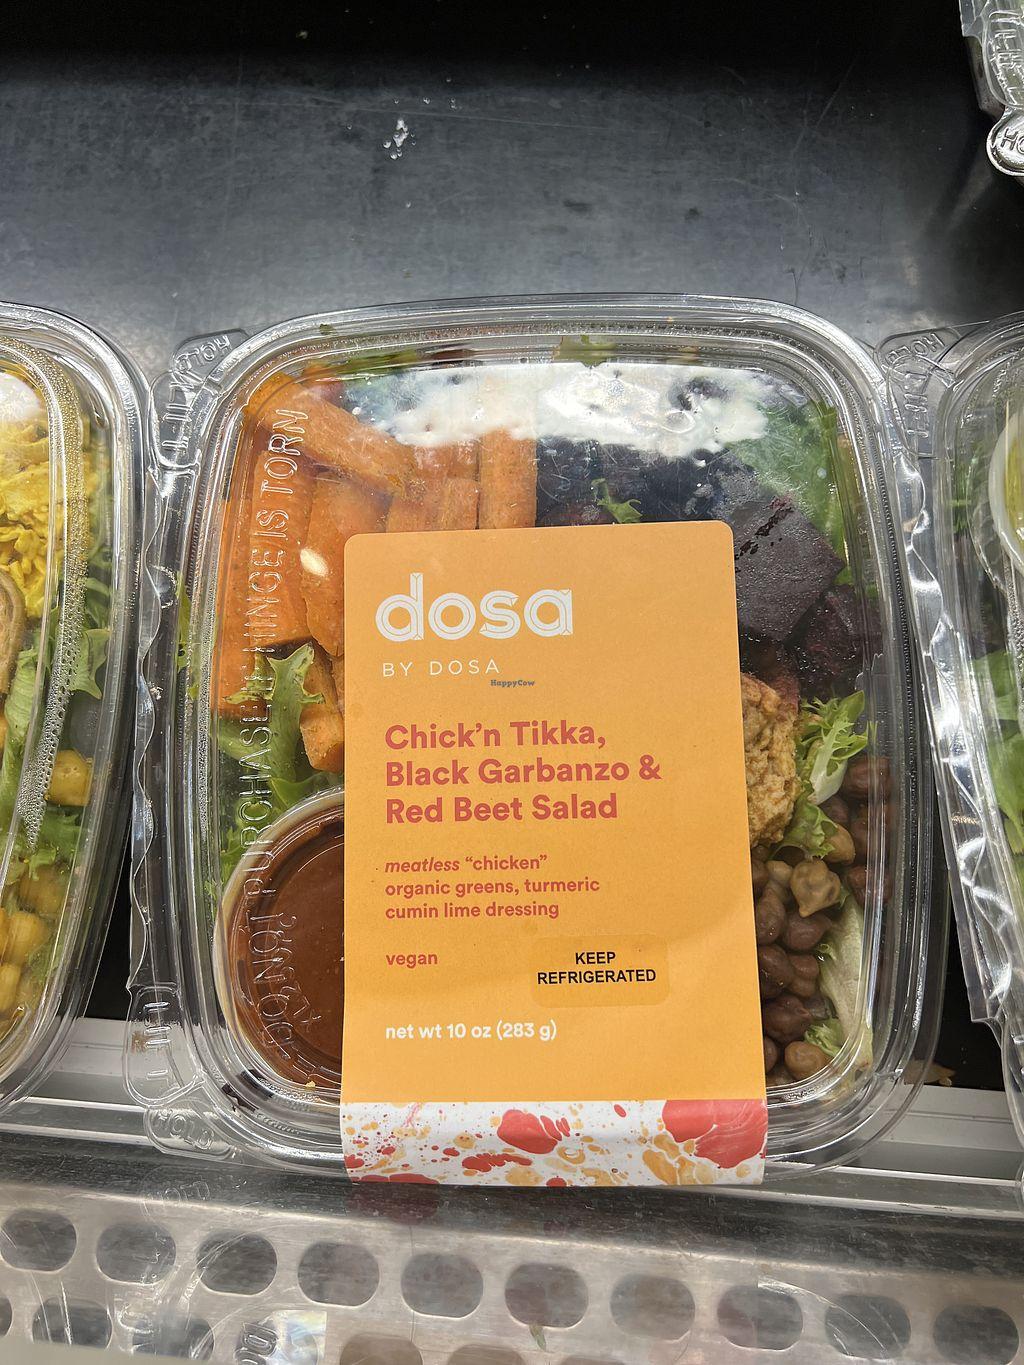 dosa
BY DOSA
HappyCow
Chick'n Tikka,
Black Garbanzo &
Red Beet Salad
meatless "chicken"
organic greens, turmeric
cumin lime dressing
vegan
KEEP
REFRIGERATED
net wt 10 oz (283 g)
DO NOT PURCHASE IF HINGE IS TORN
HOLD